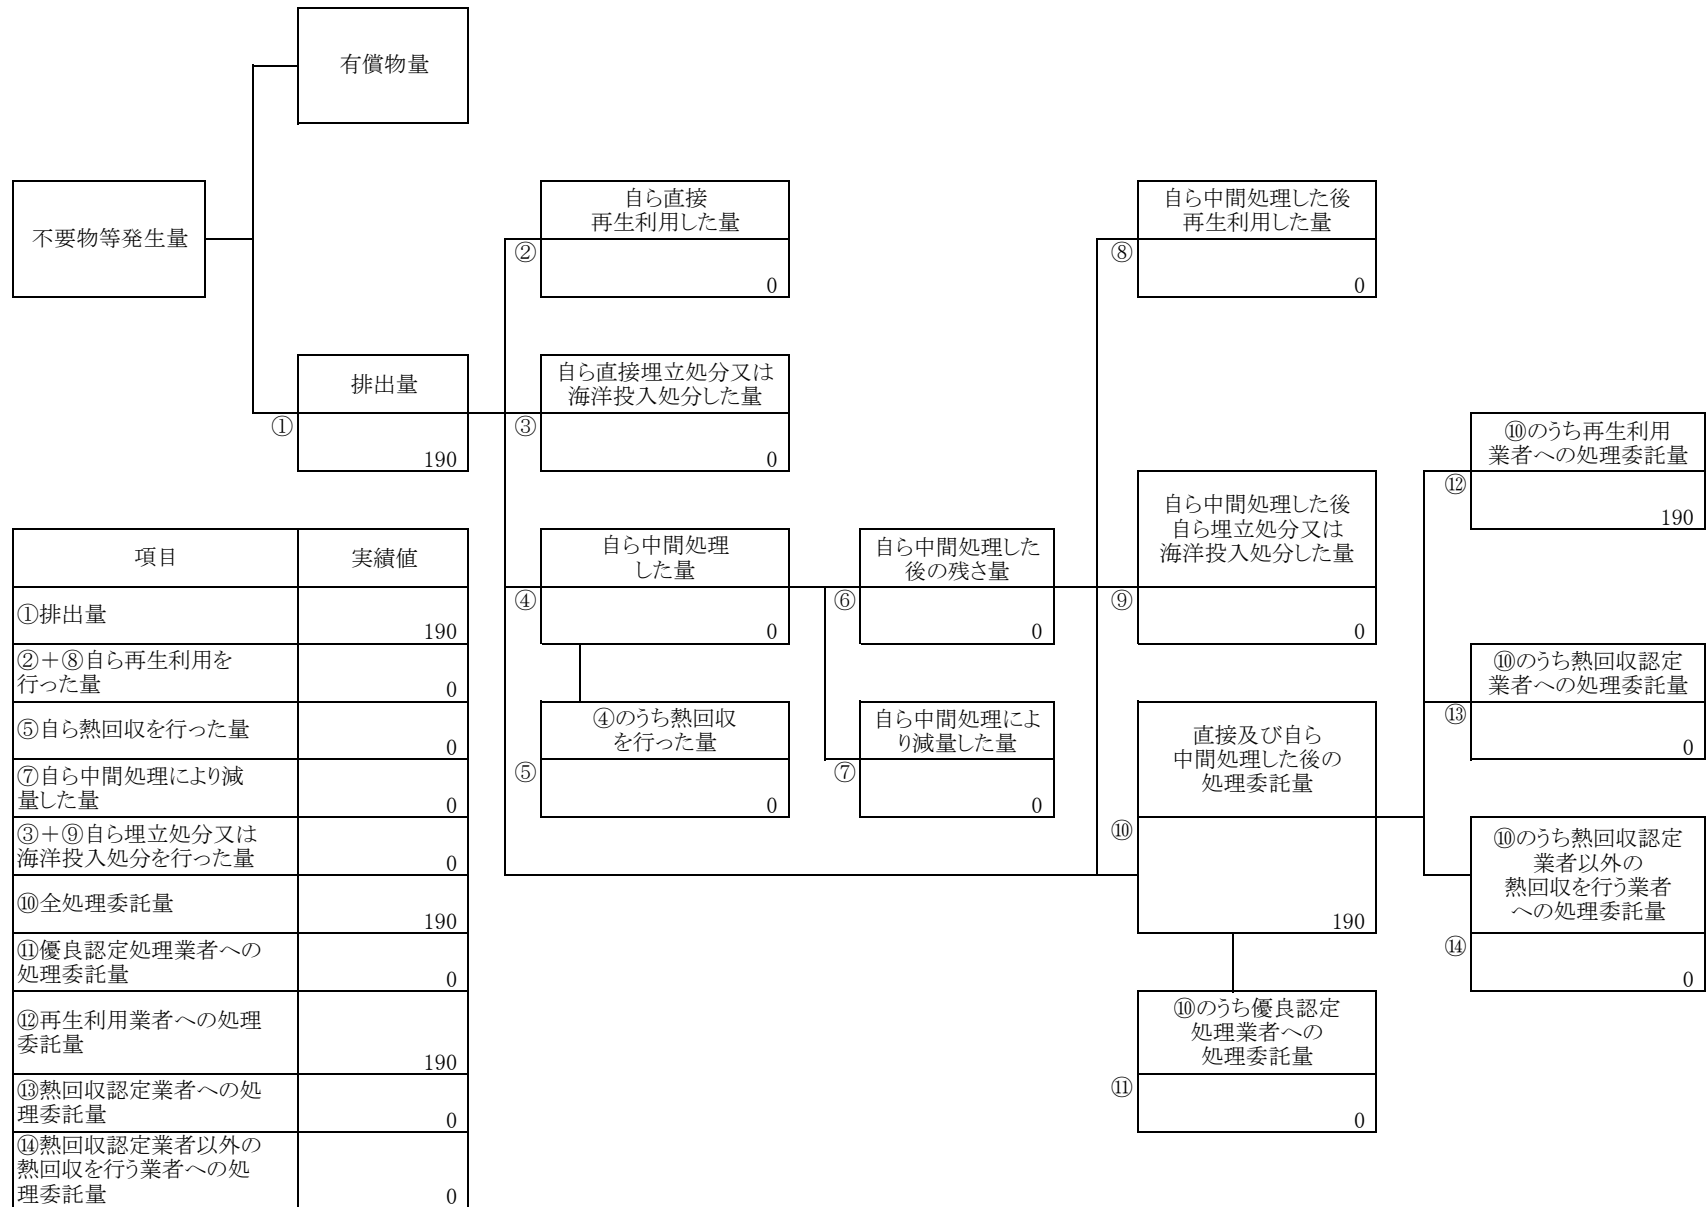 有償物量
不要物等発生量
排出量
①
190
自ら直接
再生利用した量
②
0
自ら直接埋立処分又は
海洋投入処分した量
③
0
自ら中間処理
した量
④
0
④のうち熱回収
を行った量
⑤
0
自ら中間処理した
後の残さ量
⑥
0
自ら中間処理によ
り減量した量
⑦
0
自ら中間処理した後
再生利用した量
⑧
0
自ら中間処理した後
自ら埋立処分又は
海洋投入処分した量
⑨
0
直接及び自ら
中間処理した後の
処理委託量
⑩
190
⑩のうち優良認定
処理業者への
処理委託量
⑪
0
⑩のうち再生利用
業者への処理委託量
⑫
190
⑩のうち熱回収認定
業者への処理委託量
⑬
0
⑩のうち熱回収認定
業者以外の
熱回収を行う業者
への処理委託量
⑭
0
項目 実績値
①排出量
190
②+⑧自ら再生利用を
行った量
0
⑤自ら熱回収を行った量
0
⑦自ら中間処理により減
量した量
0
③+⑨自ら埋立処分又は
海洋投入処分を行った量
0
⑩全処理委託量
190
⑪優良認定処理業者への
処理委託量
0
⑫再生利用業者への処理
委託量
190
⑬熱回収認定業者への処
理委託量
0
⑭熱回収認定業者以外の
熱回収を行う業者への処
理委託量
0